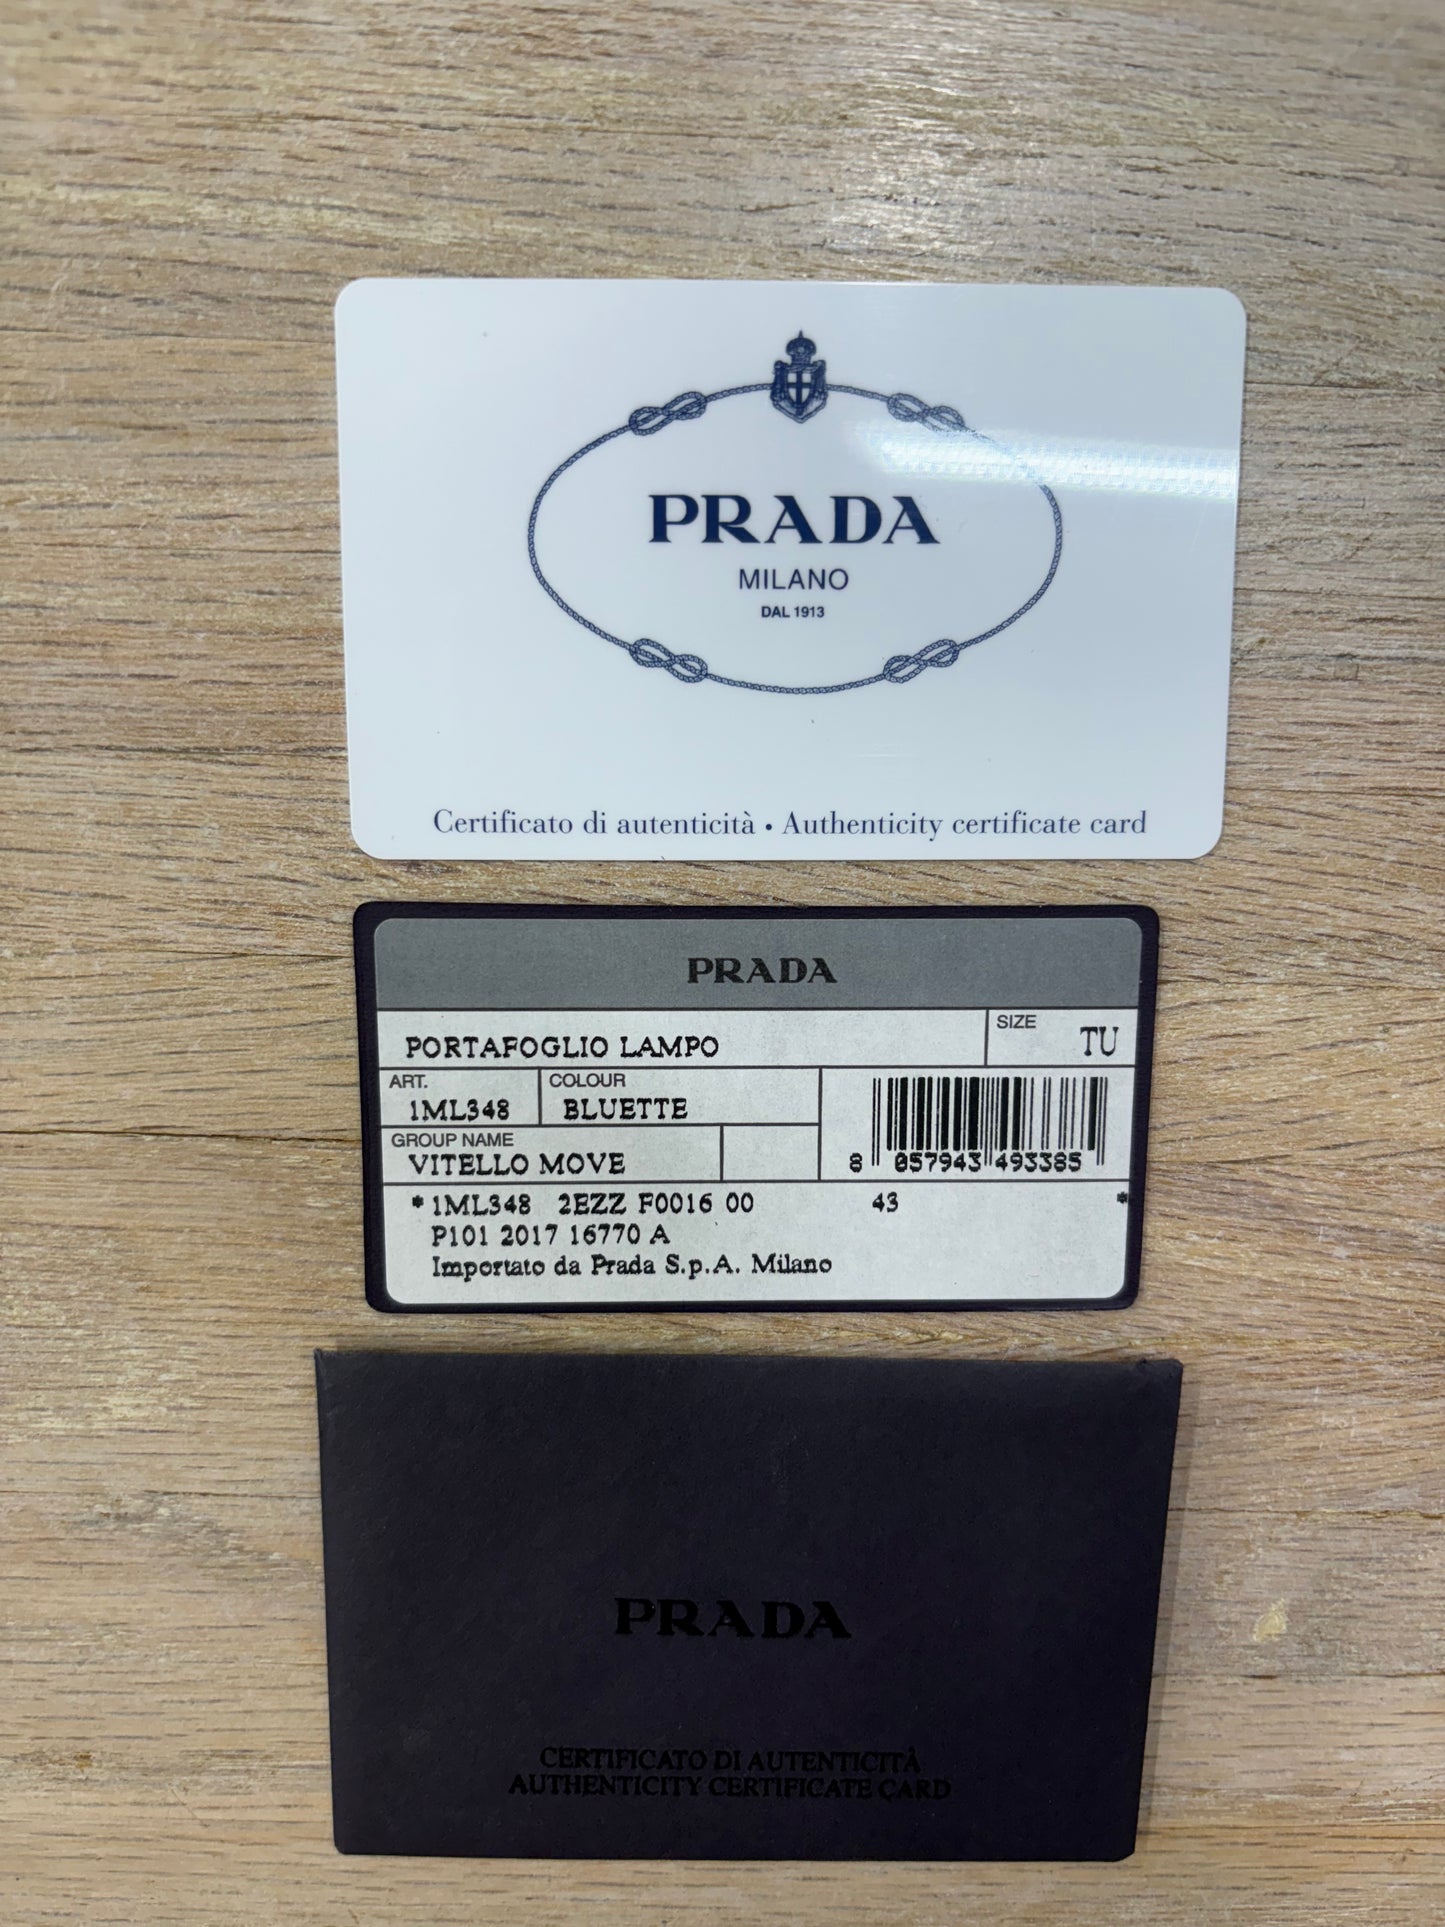 PRADA
MILANO
DAL 1913
Certificato di autenticità • Authenticity certificate card
PRADA
PORTAFOGLIO LAMPO
SIZE TU
ART. COLOUR
1ML348 BLUETTE
GROUP NAME
VITELLO MOVE
8 057943 493385
*1ML348 2EZZ F0016 00 43 *
P101 2017 16770 A
Importato da Prada S.p.A. Milano
PRADA
CERTIFICATO DI AUTENTICITÀ
AUTHENTICITY CERTIFICATE CARD